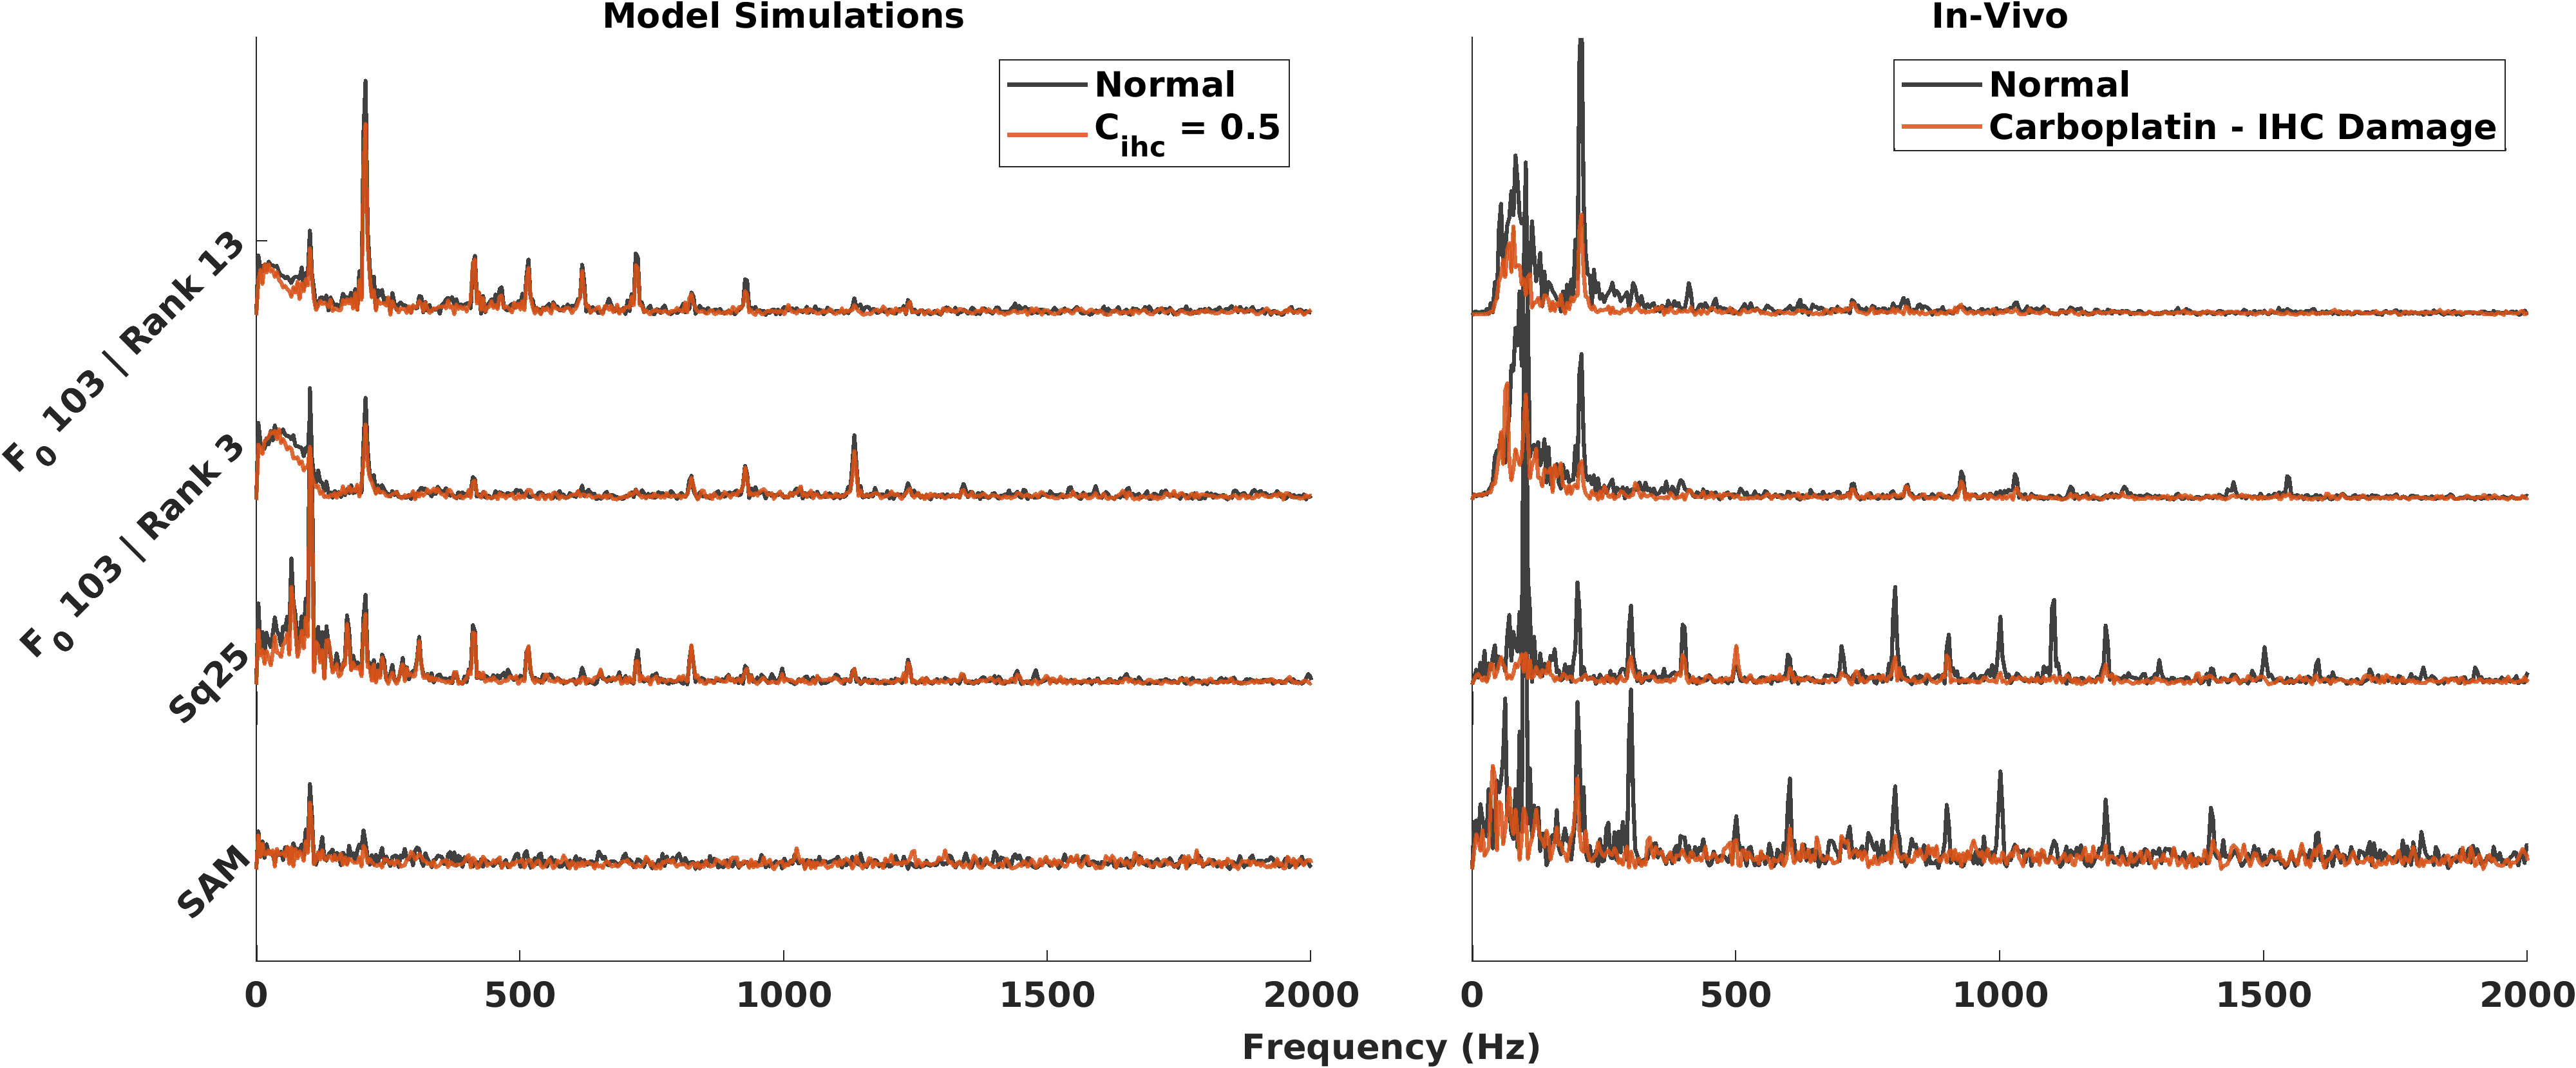 Model Simulations
In-Vivo
Normal
C_ihc = 0.5
Normal
Carboplatin - IHC Damage
F_0 103 | Rank 13
F_0 103 | Rank 3
Sq25
SAM
0 500 1000 1500 2000
0 500 1000 1500 2000
Frequency (Hz)